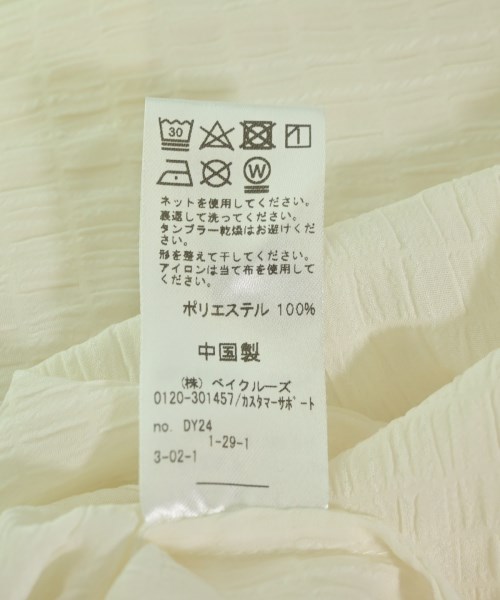 30
W
ネットを使用してください。
裏返して洗ってください。
タンブラー乾燥はお避けくだ
さい。
形を整えて干してください。
アイロンは当て布を使用して
ください。
ポリエステル 100%
中国製
(株) ベイクルーズ
0120-301457/カスタマーサポート
no. DY24
1-29-1
3-02-1